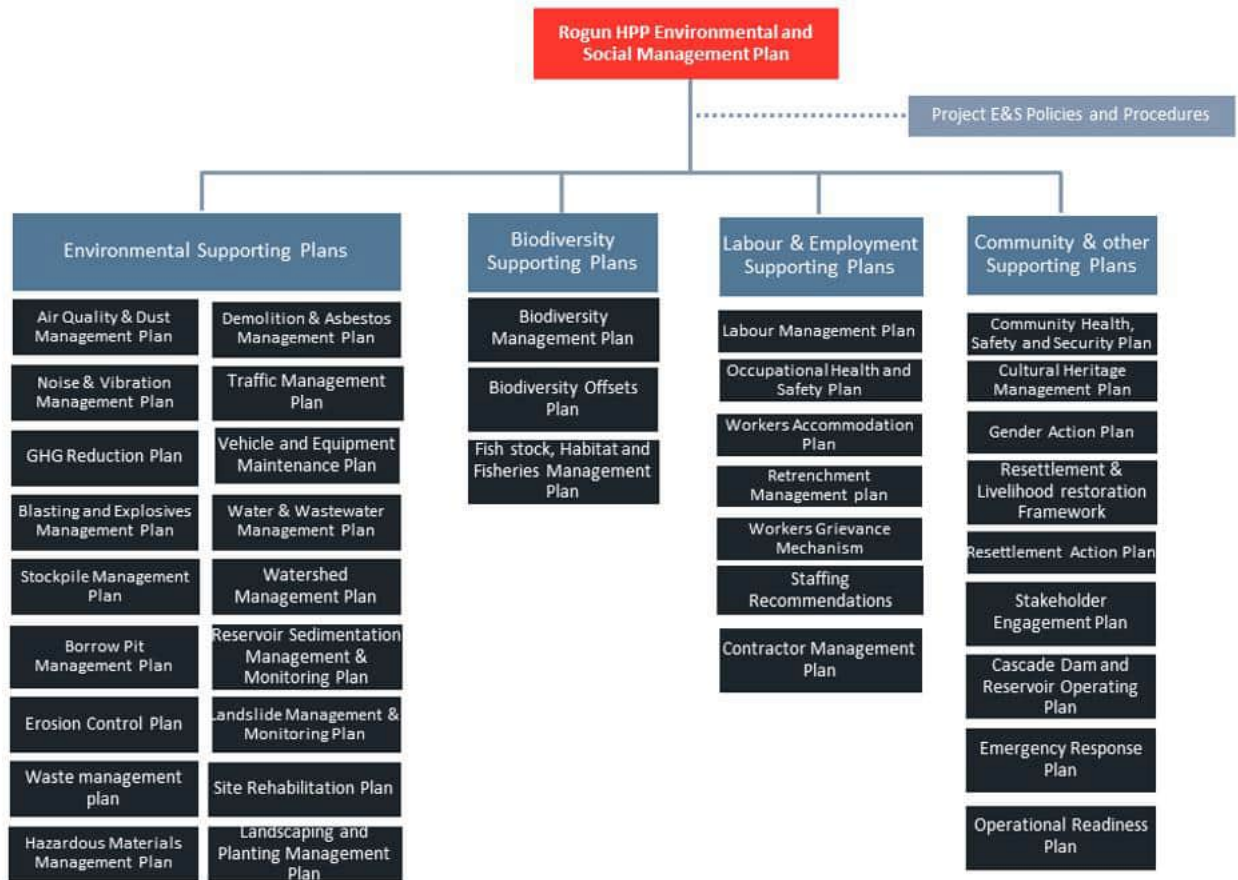 Rogun HPP Environmental and
Social Management Plan
Project E&S Policies and Procedures
Environmental Supporting Plans
Air Quality & Dust
Management Plan
Noise & Vibration
Management Plan
GHG Reduction Plan
Blasting and Explosives
Management Plan
Stockpile Management
Plan
Borrow Pit
Management Plan
Erosion Control Plan
Waste management
plan
Hazardous Materials
Management Plan
Demolition & Asbestos
Management Plan
Traffic Management
Plan
Vehicle and Equipment
Maintenance Plan
Water & Wastewater
Management Plan
Watershed
Management Plan
Reservoir Sedimentation
Management &
Monitoring Plan
Landslide Management &
Monitoring Plan
Site Rehabilitation Plan
Landscaping and
Planting Management
Plan
Biodiversity
Supporting Plans
Biodiversity
Management Plan
Biodiversity Offsets
Plan
Fish stock, Habitat and
Fisheries Management
Plan
Labour & Employment
Supporting Plans
Labour Management Plan
Occupational Health and
Safety Plan
Workers Accommodation
Plan
Retrenchment
Management plan
Workers Grievance
Mechanism
Staffing
Recommendations
Contractor Management
Plan
Community & other
Supporting Plans
Community Health,
Safety and Security Plan
Cultural Heritage
Management Plan
Gender Action Plan
Resettlement &
Livelihood restoration
Framework
Resettlement Action Plan
Stakeholder
Engagement Plan
Cascade Dam and
Reservoir Operating
Plan
Emergency Response
Plan
Operational Readiness
Plan